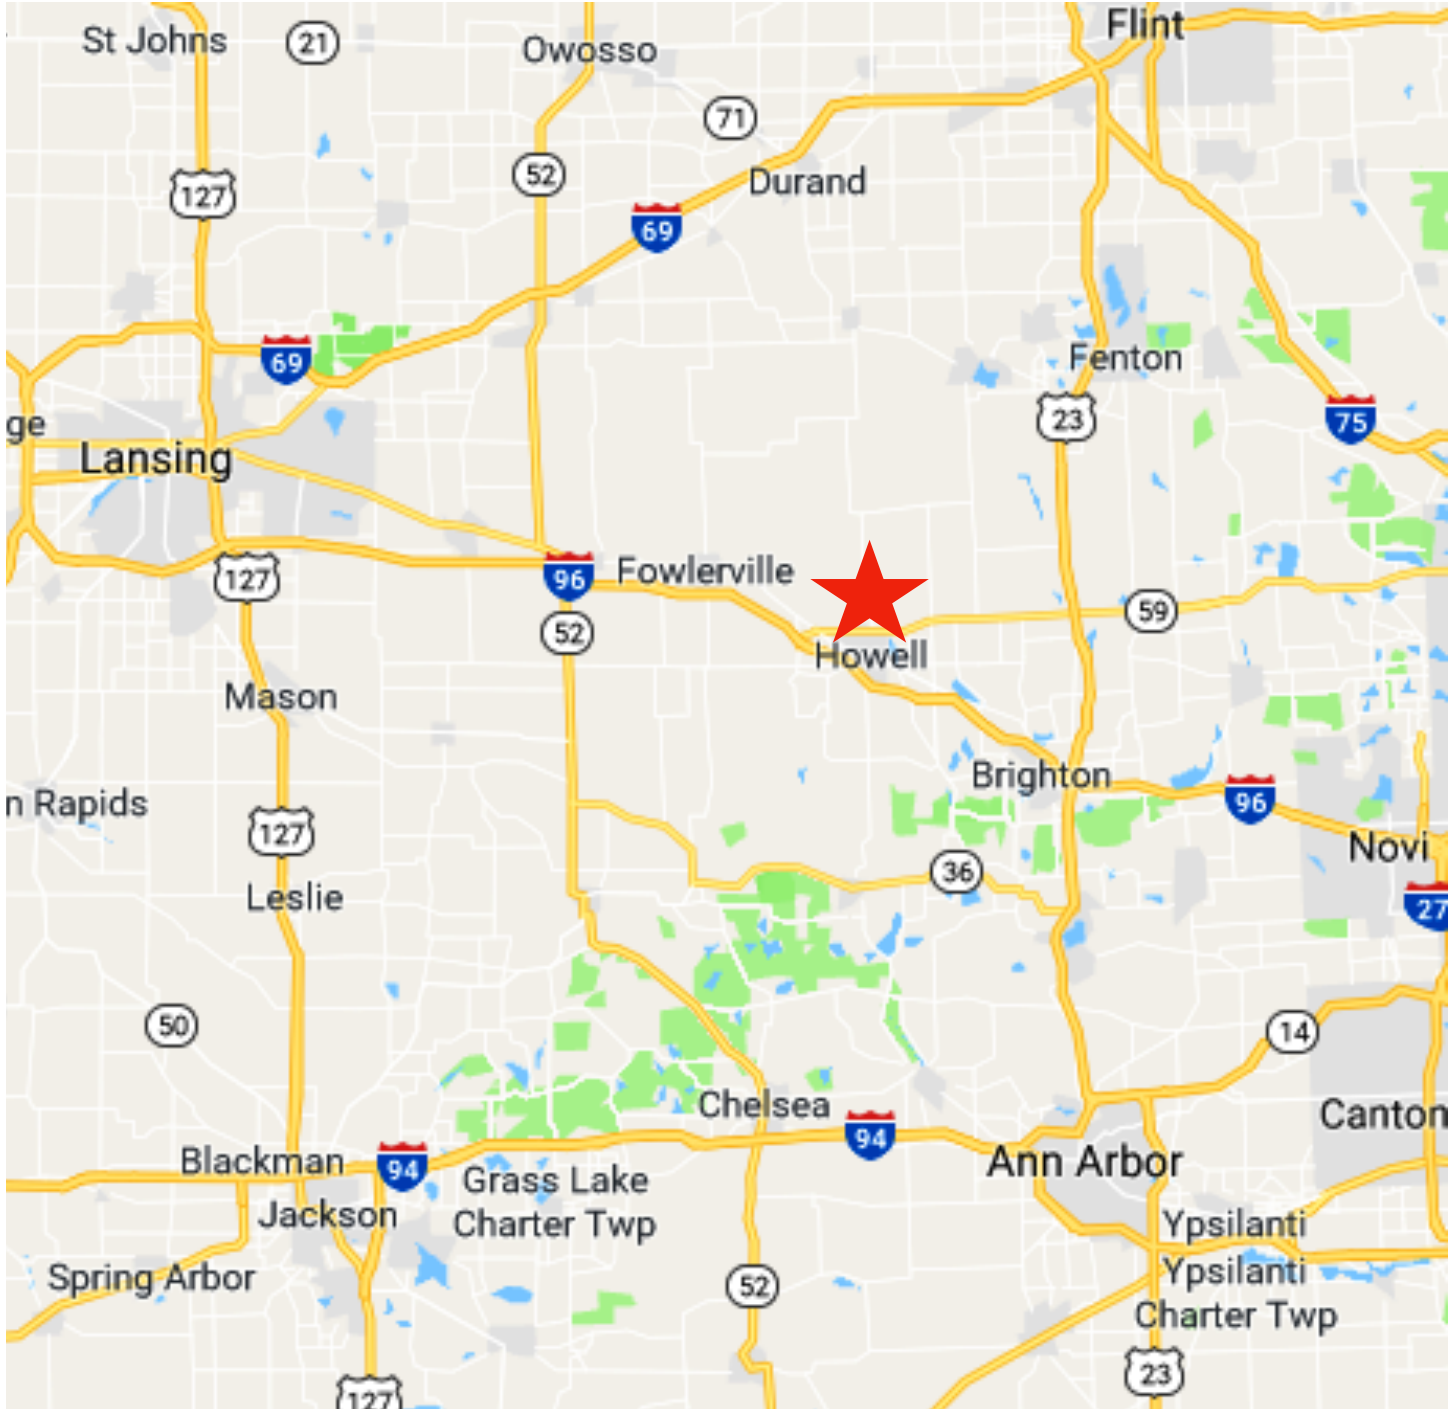 Flint
St Johns
21
Owosso
71
52
Durand
127
69
69
Fenton
23
75
ge
Lansing
127
96
Fowlerville
59
52
Howell
Mason
Brighton
96
n Rapids
127
Novi
36
Leslie
27
50
14
Chelsea
Canton
94
Blackman
94
Ann Arbor
Grass Lake
Charter Twp
Jackson
Ypsilanti
Spring Arbor
Ypsilanti
Charter Twp
52
23
127